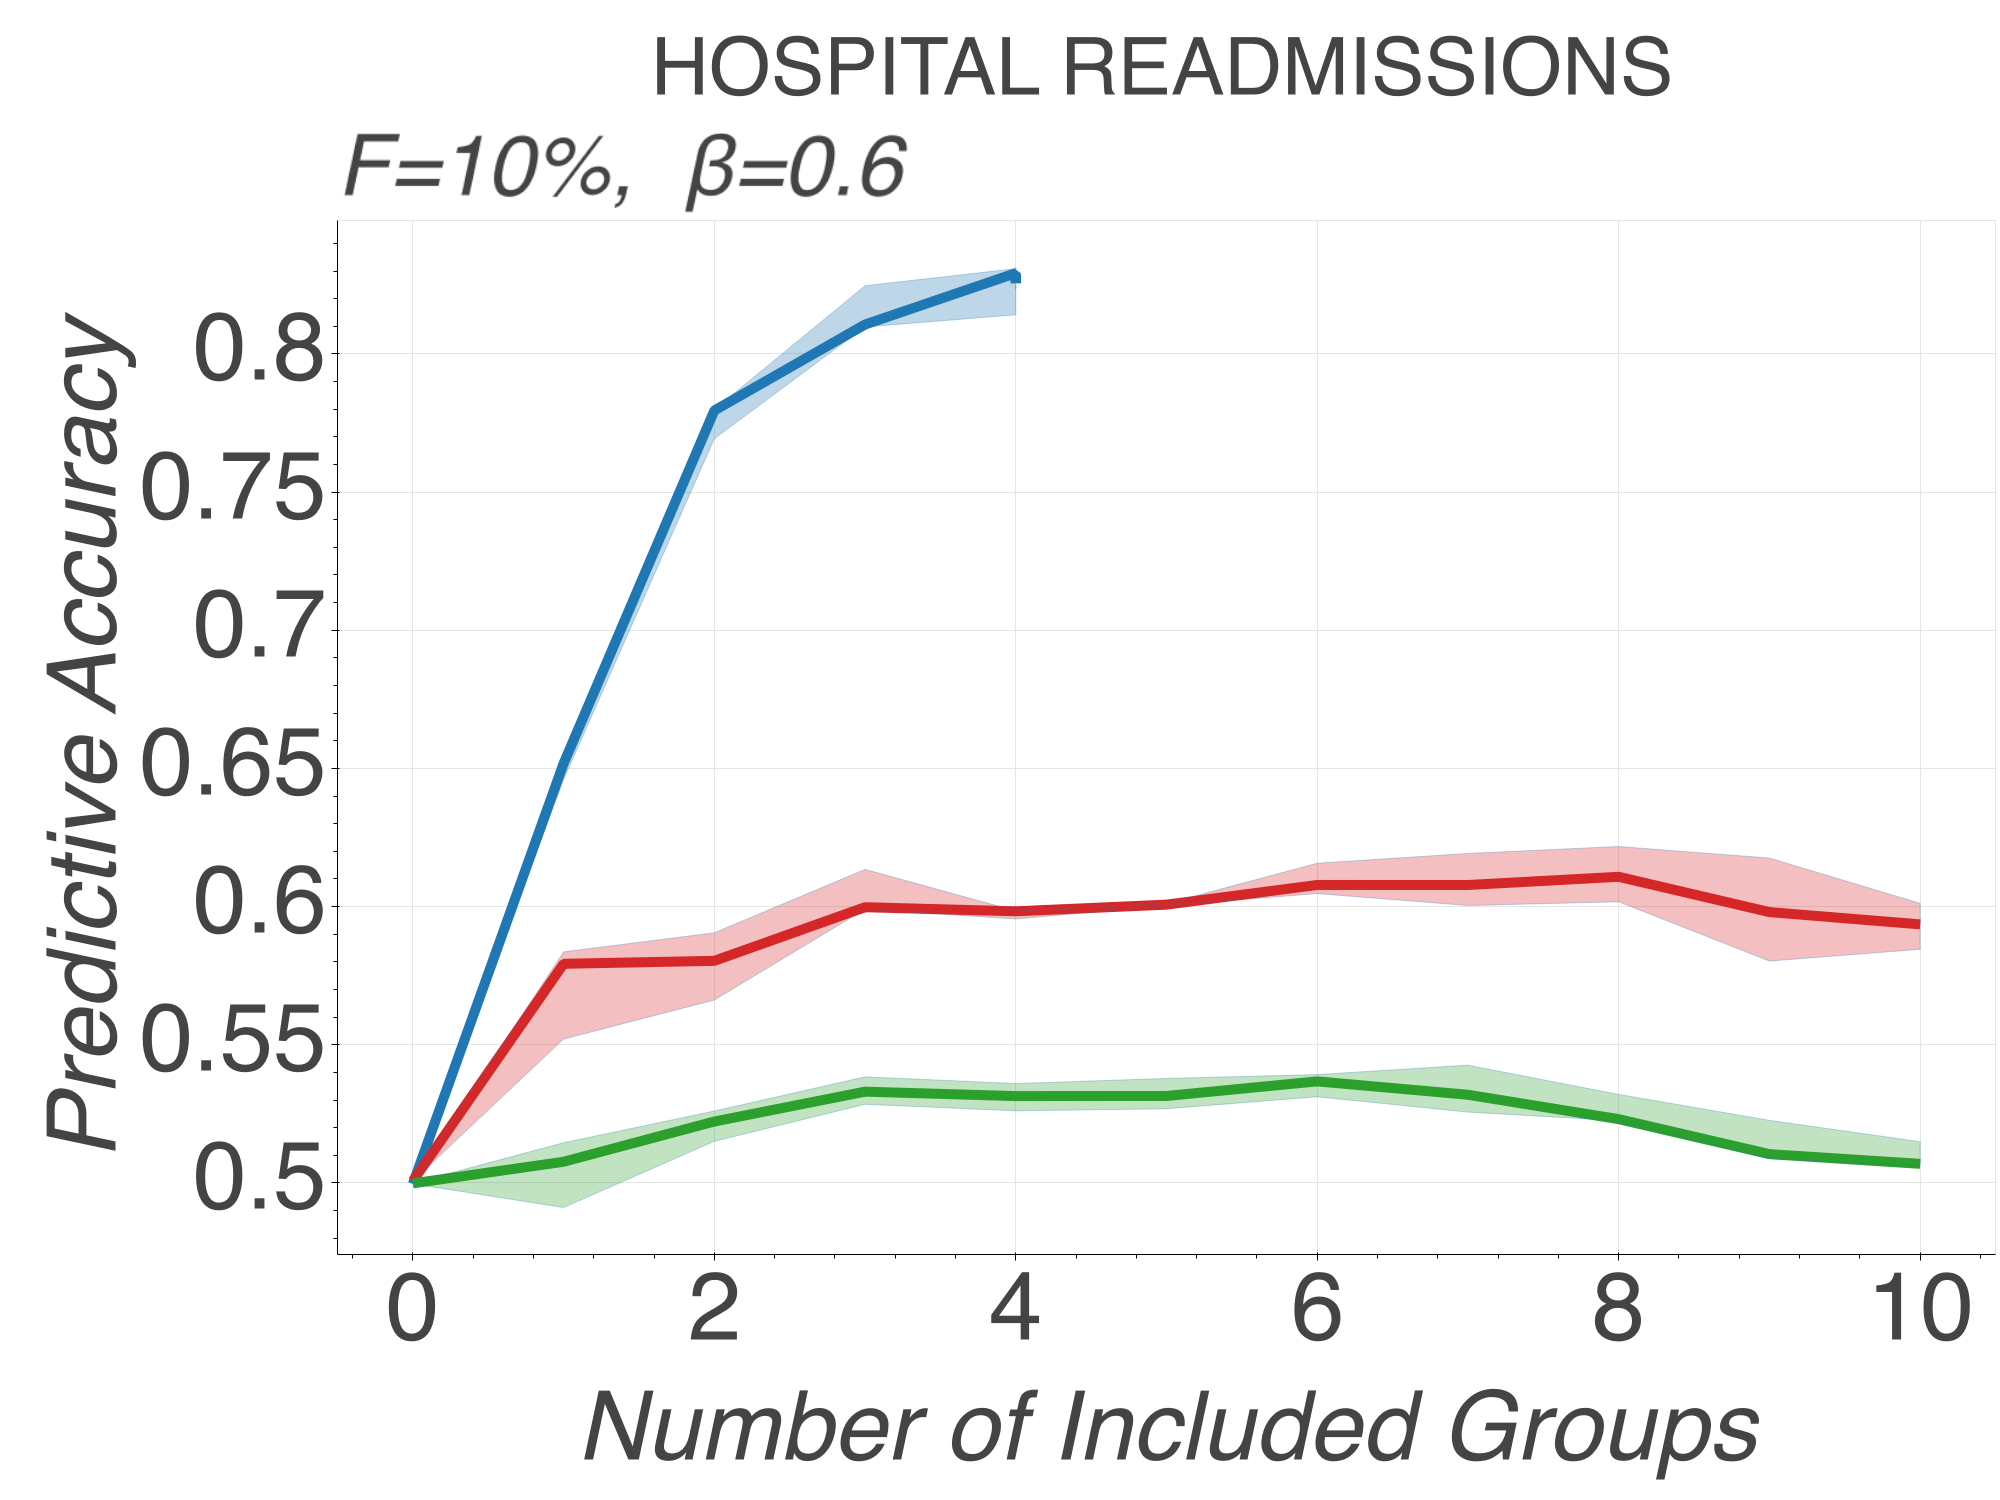 HOSPITAL READMISSIONS
F=10%, β=0.6
Predictive Accuracy
0.8
0.75
0.7
0.65
0.6
0.55
0.5
0 2 4 6 8 10
Number of Included Groups